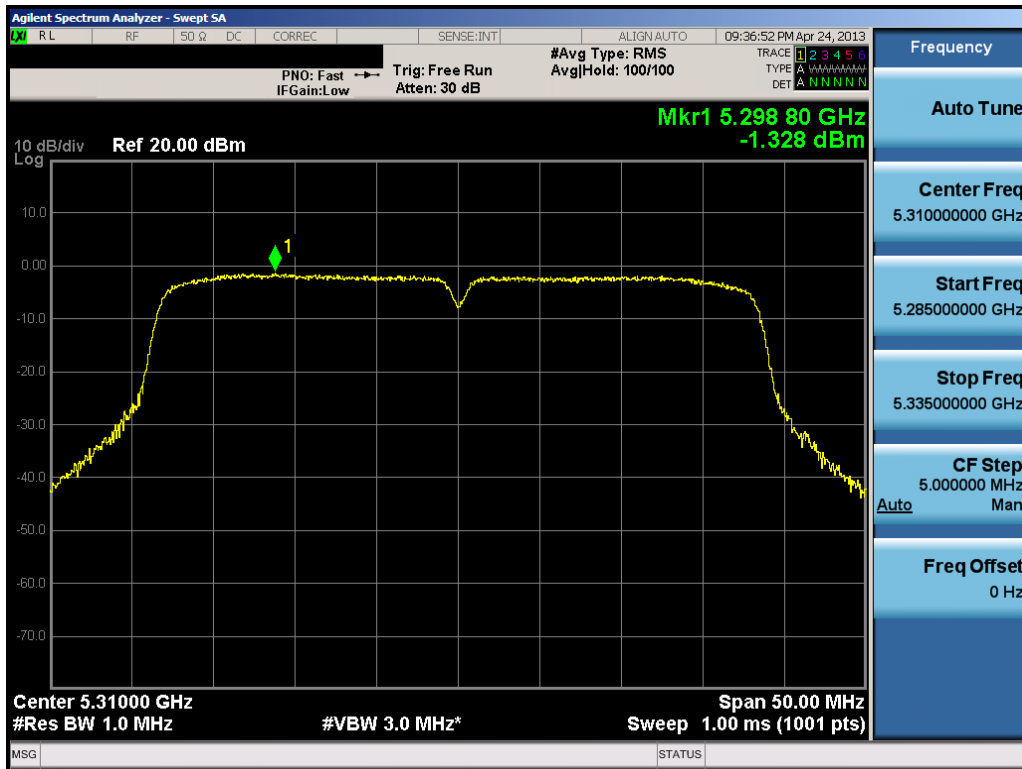 Agilent Spectrum Analyzer - Swept SA
LXI RL RF 50 Ω DC CORREC SENSE:INT ALIGN AUTO 09:36:52 PM Apr 24, 2013
PNO: Fast
IFGain:Low
Trig: Free Run
Atten: 30 dB
#Avg Type: RMS
Avg|Hold: 100/100
TRACE 1 2 3 4 5 6
TYPE A WWWWW
DET A N N N N N
Mkr1 5.298 80 GHz
-1.328 dBm
10 dB/div Ref 20.00 dBm
Log
10.0
0.00
-10.0
-20.0
-30.0
-40.0
-50.0
-60.0
-70.0
1
Center 5.31000 GHz Span 50.00 MHz
#Res BW 1.0 MHz #VBW 3.0 MHz* Sweep 1.00 ms (1001 pts)
MSG STATUS
Frequency
Auto Tune
Center Freq
5.310000000 GHz
Start Freq
5.285000000 GHz
Stop Freq
5.335000000 GHz
CF Step
5.000000 MHz
Auto Man
Freq Offset
0 Hz